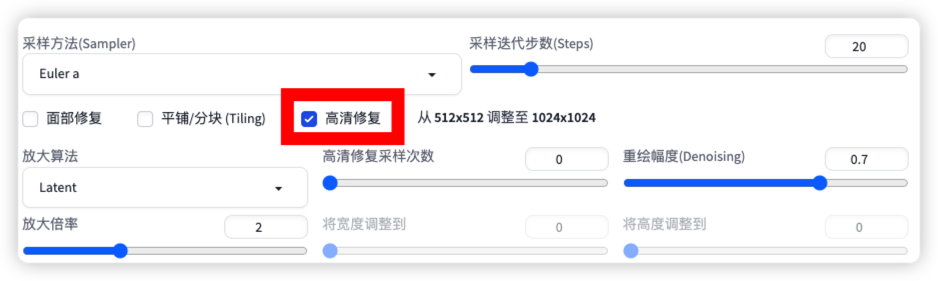 采样方法(Sampler) 采样迭代步数(Steps) 20
Euler a
面部修复 平铺/分块 (Tiling) 高清修复 从 512x512 调整至 1024x1024
放大算法 高清修复采样次数 0 重绘幅度(Denoising) 0.7
Latent
放大倍率 2 将宽度调整到 0 将高度调整到 0